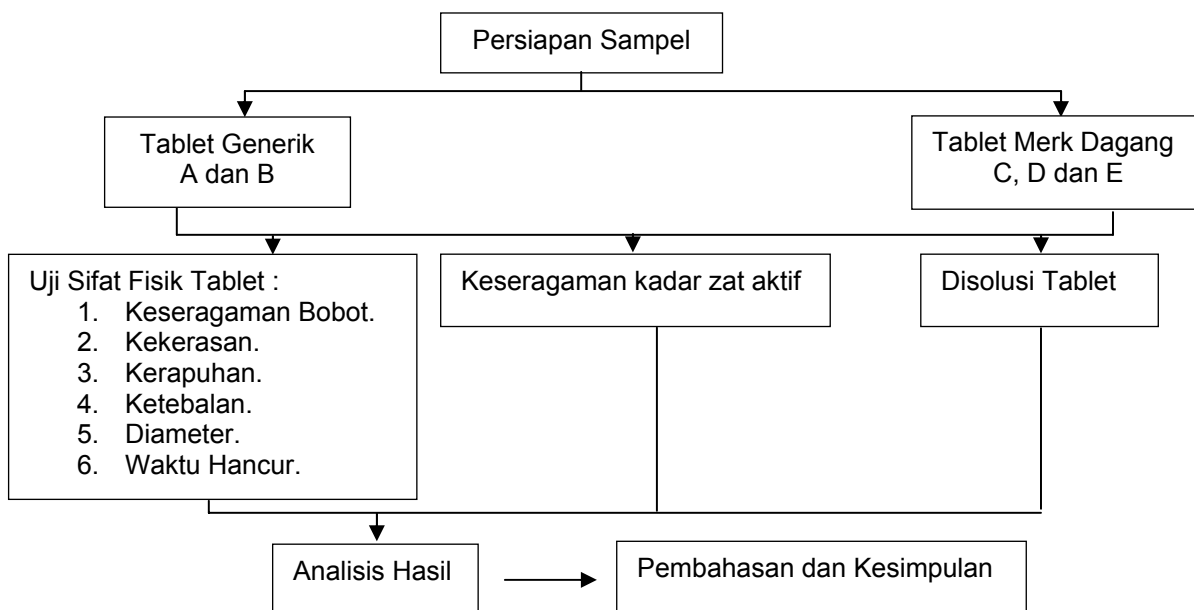 Persiapan Sampel
Tablet Generik
A dan B
Tablet Merk Dagang
C, D dan E
Uji Sifat Fisik Tablet :
1. Keseragaman Bobot.
2. Kekerasan.
3. Kerapuhan.
4. Ketebalan.
5. Diameter.
6. Waktu Hancur.
Keseragaman kadar zat aktif
Disolusi Tablet
Analisis Hasil
Pembahasan dan Kesimpulan